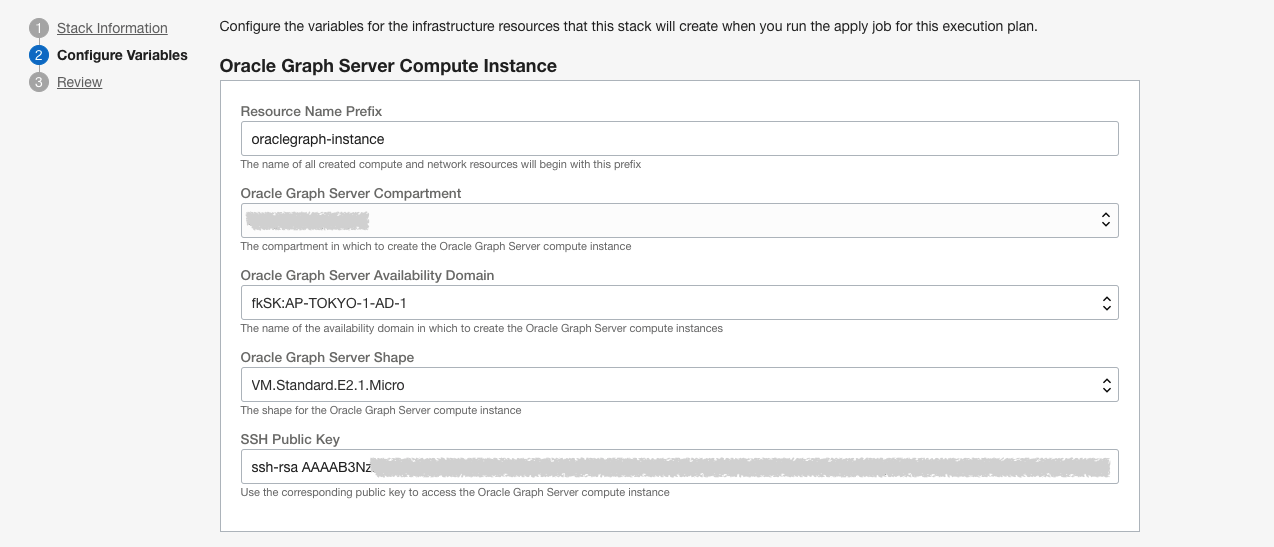 1 Stack Information
2 Configure Variables
3 Review
Configure the variables for the infrastructure resources that this stack will create when you run the apply job for this execution plan.
Oracle Graph Server Compute Instance
Resource Name Prefix
oraclegraph-instance
The name of all created compute and network resources will begin with this prefix
Oracle Graph Server Compartment
The compartment in which to create the Oracle Graph Server compute instance
Oracle Graph Server Availability Domain
fkSK:AP-TOKYO-1-AD-1
The name of the availability domain in which to create the Oracle Graph Server compute instances
Oracle Graph Server Shape
VM.Standard.E2.1.Micro
The shape for the Oracle Graph Server compute instance
SSH Public Key
ssh-rsa AAAAB3Nz
Use the corresponding public key to access the Oracle Graph Server compute instance